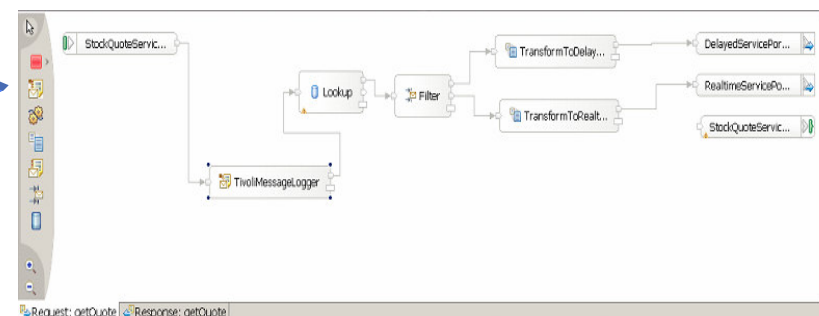 StockQuoteServic...
TransformToDelay...
DelayedServicePor...
Lookup
Filter
RealtimeServicePo...
TransformToRealt...
StockQuoteServic...
TivoliMessageLogger
Request: getQuote
Response: getQuote